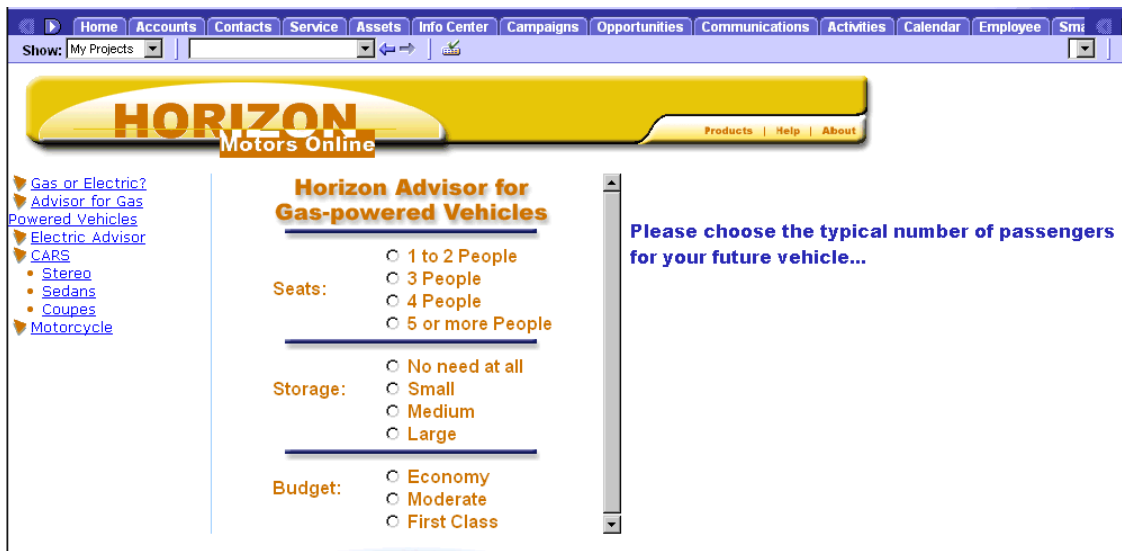 Home Accounts Contacts Service Assets Info Center Campaigns Opportunities Communications Activities Calendar Employee
Show: My Projects
HORIZON
Motors Online
Products | Help | About
Gas or Electric?
Advisor for Gas
Powered Vehicles
Electric Advisor
CARS
Stereo
Sedans
Coupes
Motorcycle
Horizon Advisor for
Gas-powered Vehicles
Seats:
1 to 2 People
3 People
4 People
5 or more People
Storage:
No need at all
Small
Medium
Large
Budget:
Economy
Moderate
First Class
Please choose the typical number of passengers
for your future vehicle...